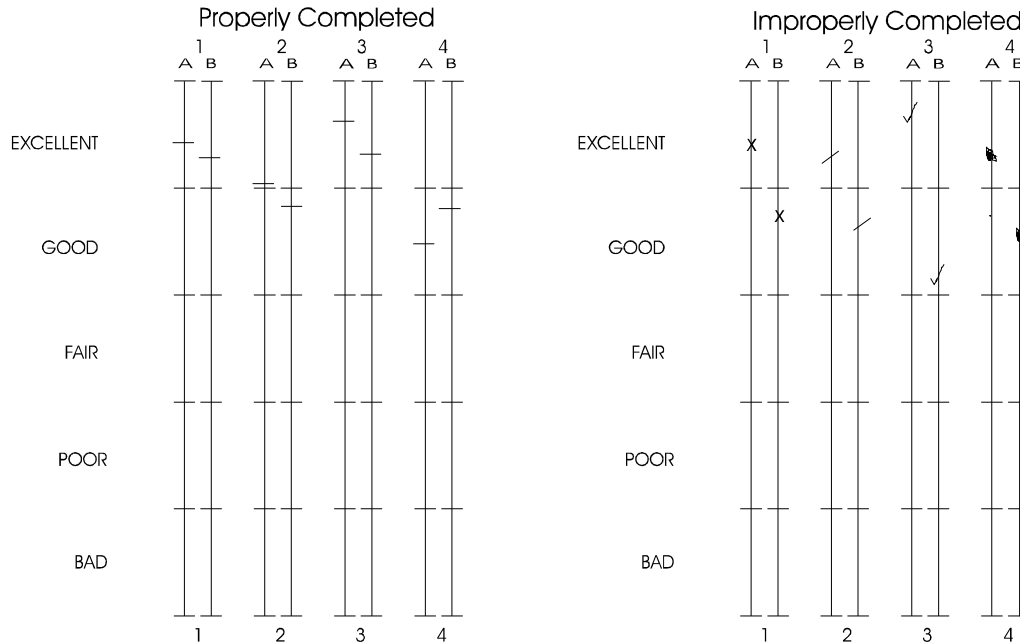 Properly Completed
1 2 3 4
A B A B A B A B
EXCELLENT
GOOD
FAIR
POOR
BAD
1 2 3 4
Improperly Completed
1 2 3 4
A B A B A B A B
EXCELLENT
X
GOOD
X
FAIR
POOR
BAD
1 2 3 4